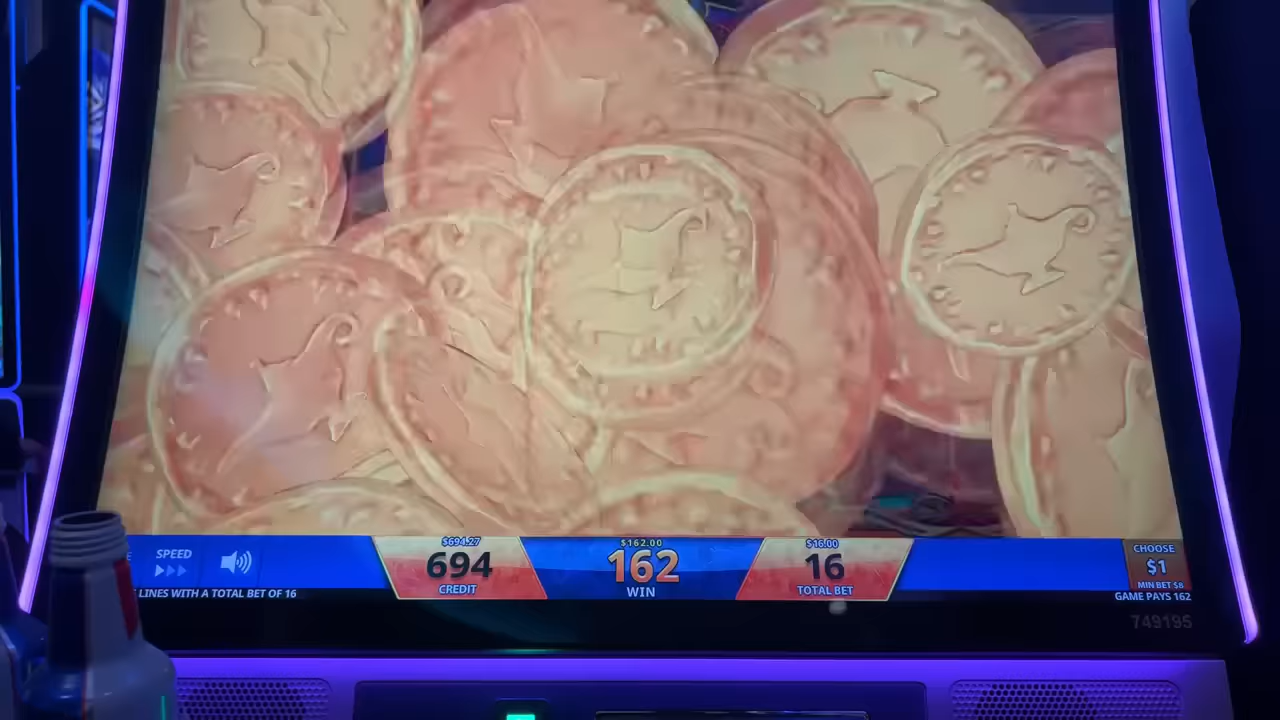 SPEED
LINES WITH A TOTAL BET OF 16
$694.27
694
CREDIT
$162.00
162
WIN
$16.00
16
TOTAL BET
CHOOSE
$1
MIN BET $8
GAME PAYS 162
749195